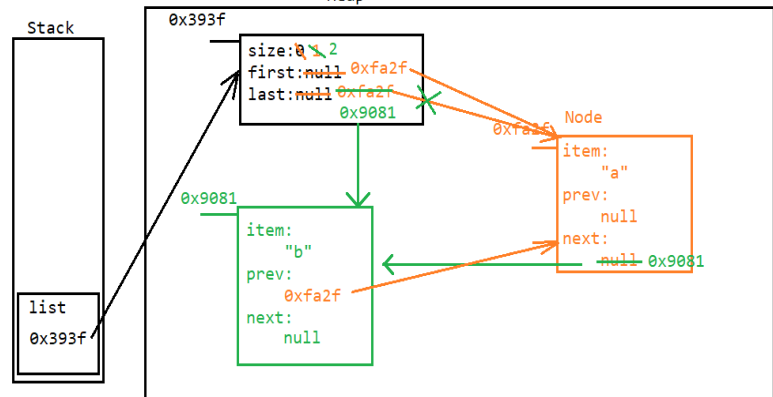 Heap
Stack
0x393f
size:0 1 2
first:null 0xfa2f
last:null 0xfa2f
0x9081
0xfa2f
Node
item:
"a"
prev:
null
next:
null 0x9081
0x9081
item:
"b"
prev:
0xfa2f
next:
null
list
0x393f